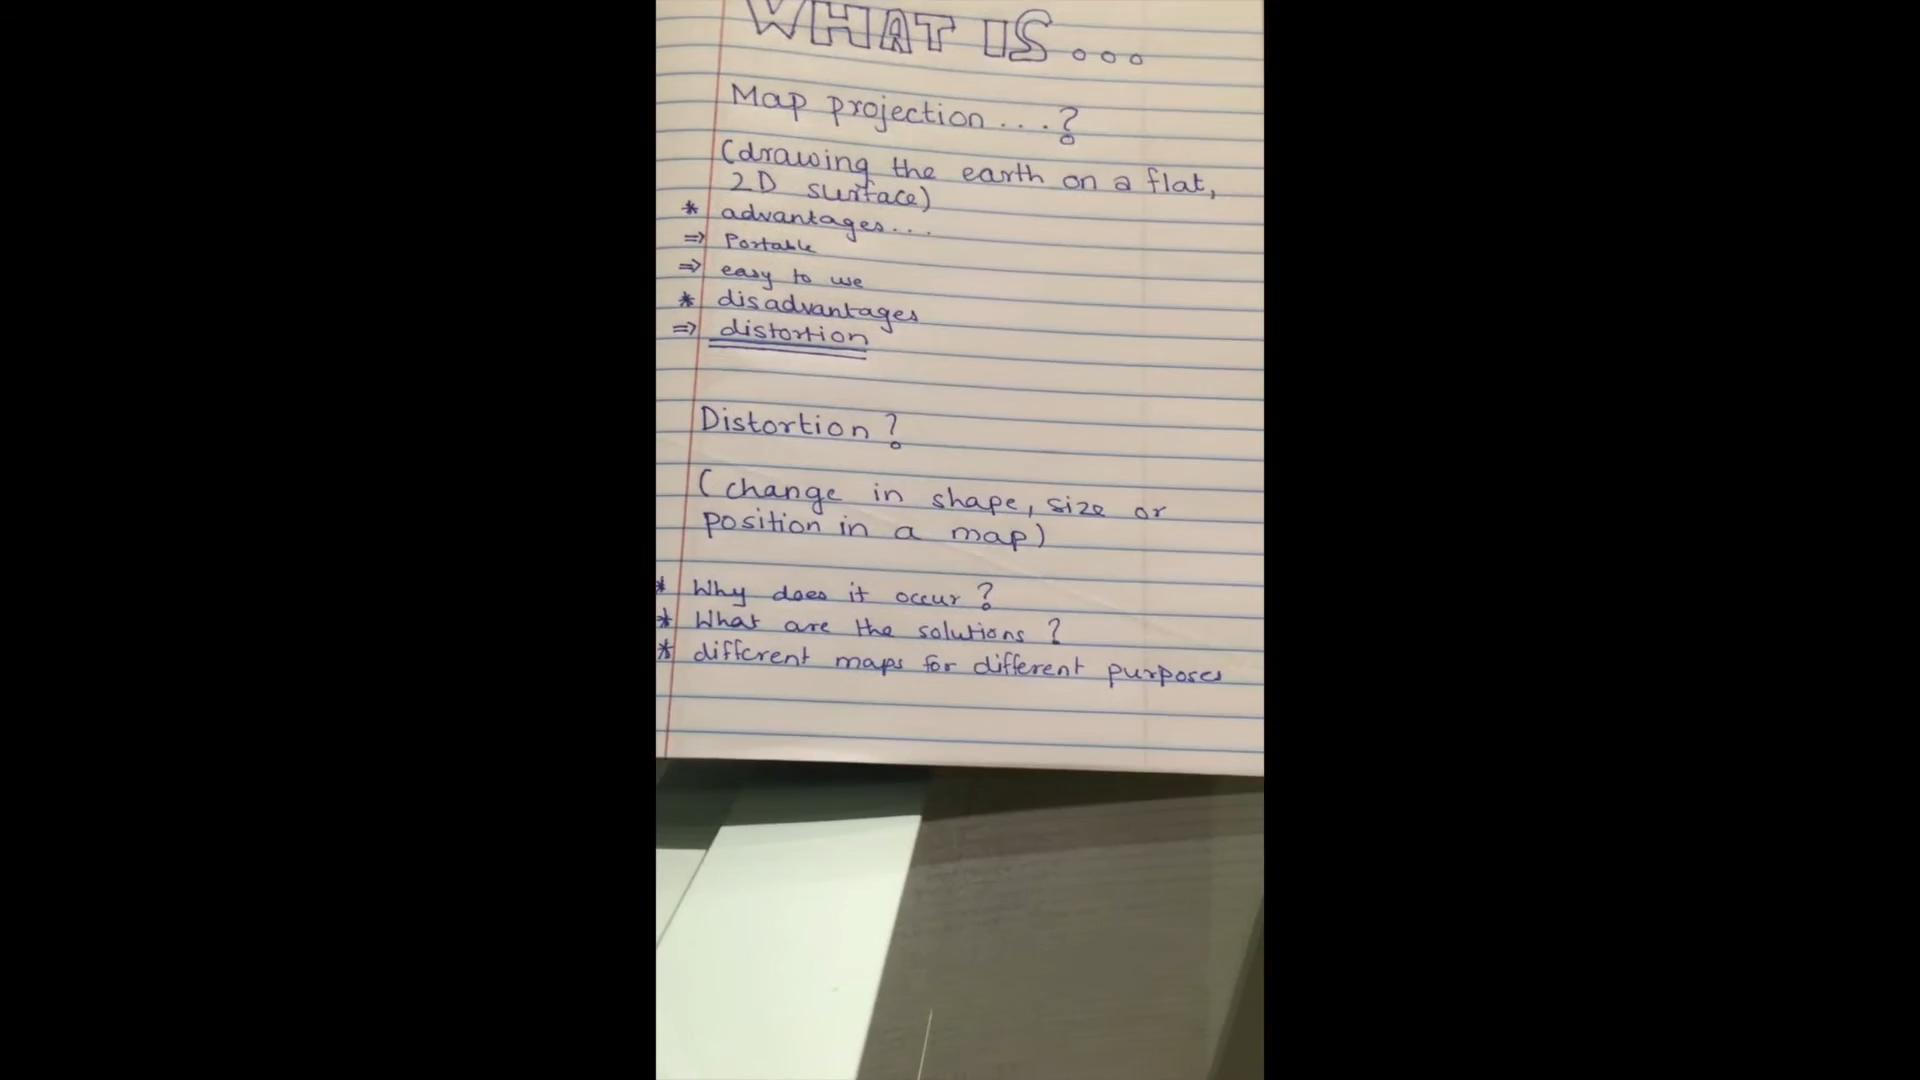 WHAT IS...
Map projection...?
(drawing the earth on a flat,
2D surface)
* advantages...
⇒ Portable
⇒ easy to use
* disadvantages
⇒ distortion
Distortion?
(change in shape, size or
position in a map)
* Why does it occur?
* What are the solutions?
* different maps for different purposes